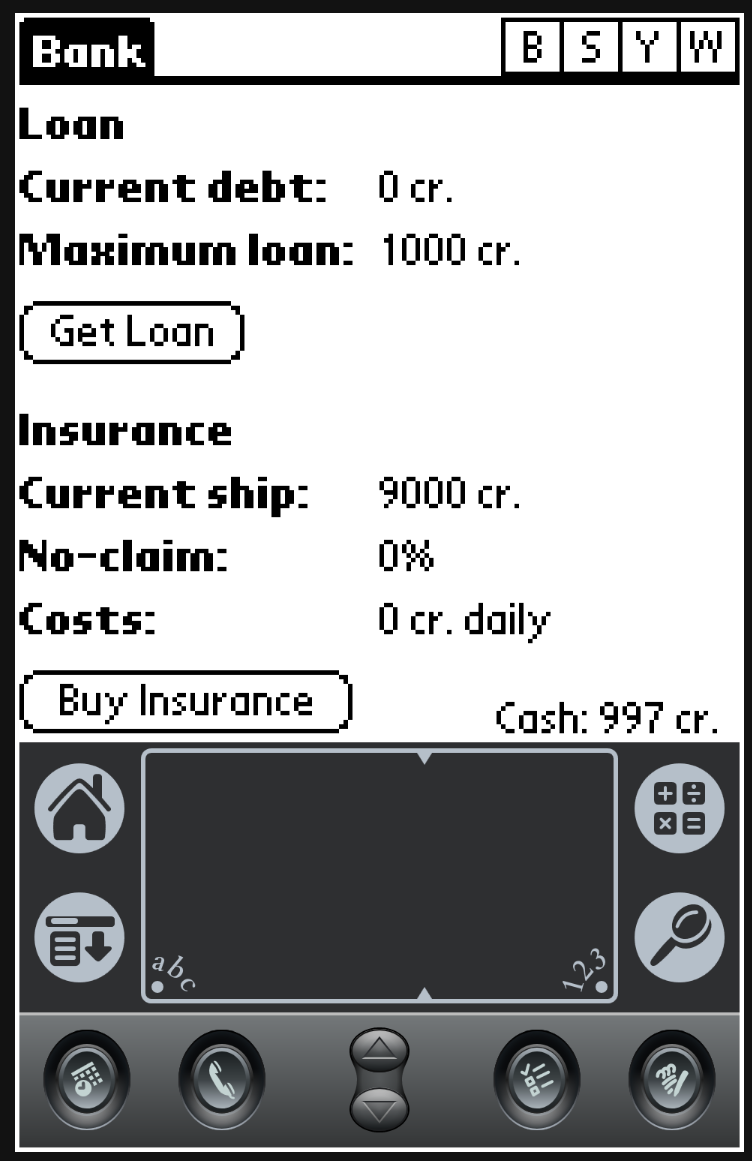 Bank B S Y W
Loan
Current debt: 0 cr.
Maximum loan: 1000 cr.
Get Loan
Insurance
Current ship: 9000 cr.
No-claim: 0%
Costs: 0 cr. daily
Buy Insurance Cash: 997 cr.
+ ÷
× =
abc 123